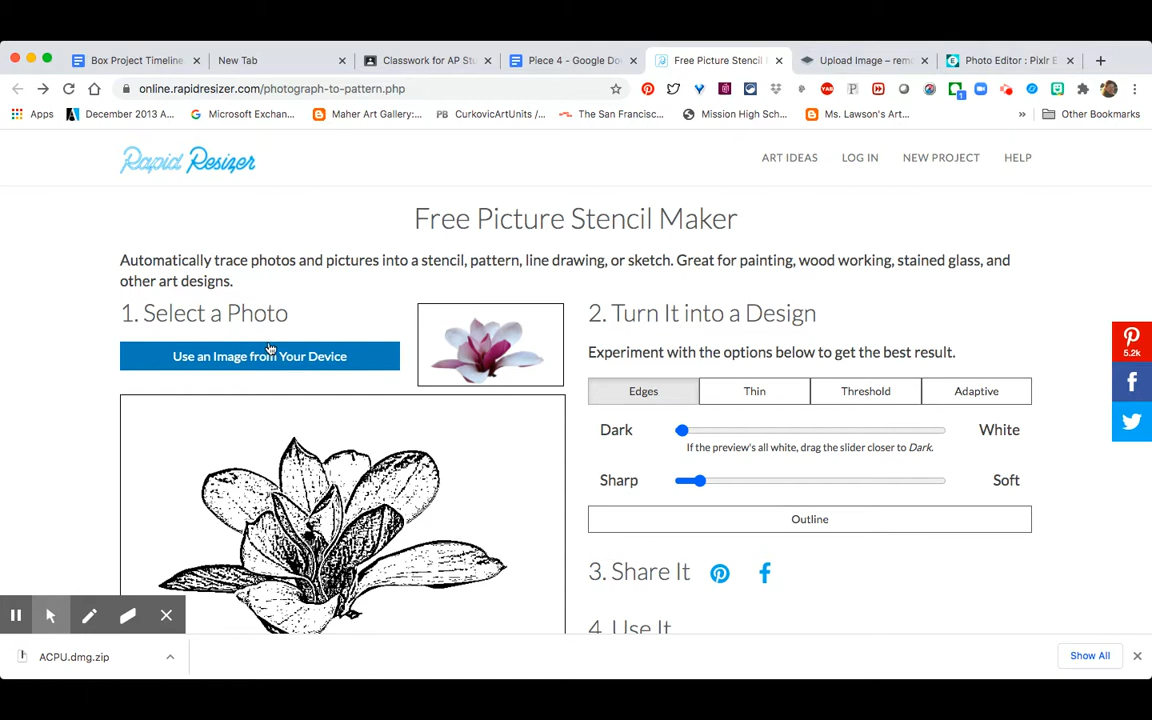 Box Project Timeline
New Tab
Classwork for AP Stu
Piece 4 - Google Do
Free Picture Stencil
Upload Image – remo
Photo Editor : Pixlr E
online.rapidresizer.com/photograph-to-pattern.php
YAB
1
Apps
December 2013 A...
Microsoft Exchan...
Maher Art Gallery:...
PB CurkovicArtUnits /...
The San Francisc...
Mission High Sch...
Ms. Lawson's Art...
»
Other Bookmarks
Rapid Resizer
ART IDEAS
LOG IN
NEW PROJECT
HELP
Free Picture Stencil Maker
Automatically trace photos and pictures into a stencil, pattern, line drawing, or sketch. Great for painting, wood working, stained glass, and
other art designs.
1. Select a Photo
Use an Image from Your Device
2. Turn It into a Design
Experiment with the options below to get the best result.
Edges
Thin
Threshold
Adaptive
Dark
White
If the preview's all white, drag the slider closer to Dark.
Sharp
Soft
Outline
3. Share It
4. Use It
5.2k
ACPU.dmg.zip
Show All